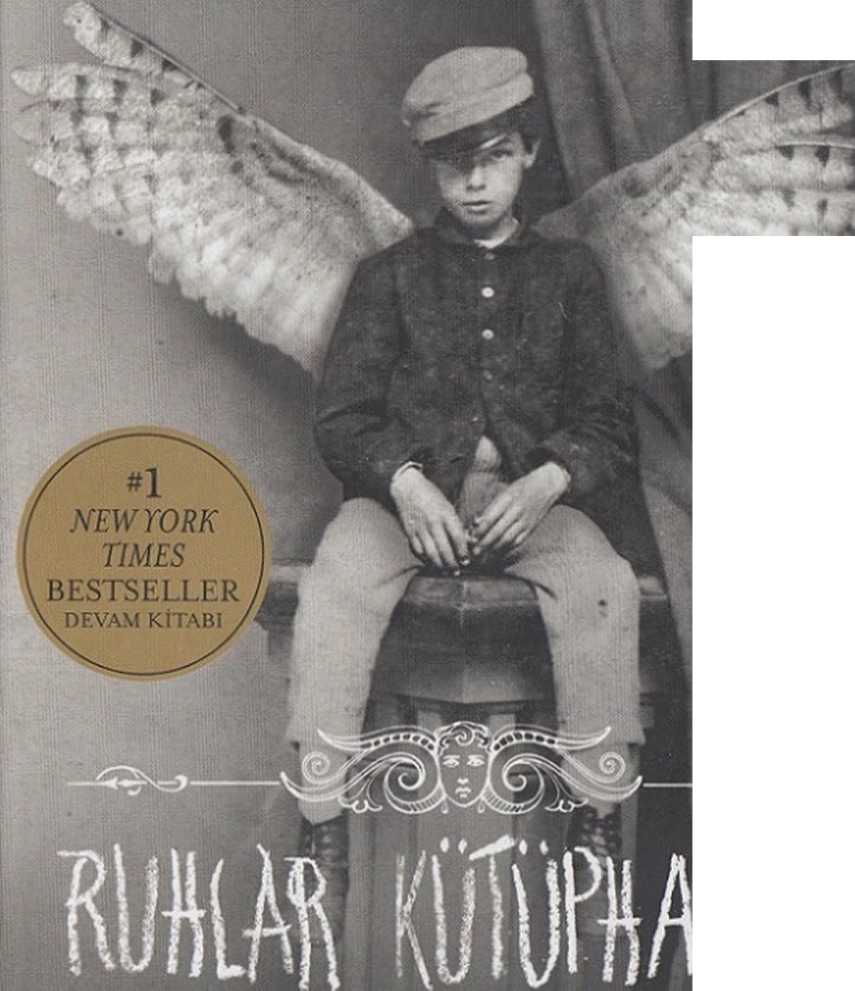 #1
NEW YORK
TIMES
BESTSELLER
DEVAM KİTABI
RUHLAR KÜTÜPHA